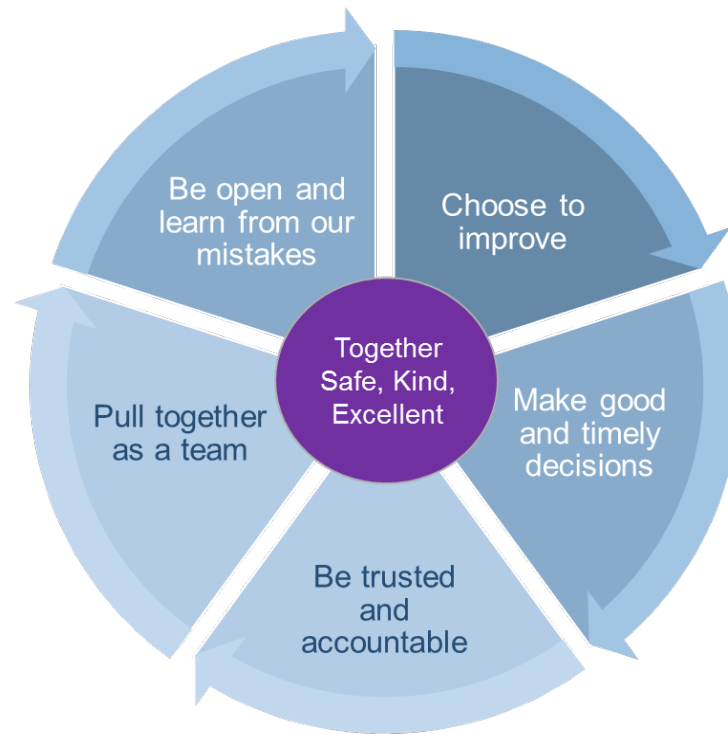 Be open and
learn from our
mistakes
Choose to
improve
Together
Safe, Kind,
Excellent
Make good
and timely
decisions
Pull together
as a team
Be trusted
and
accountable